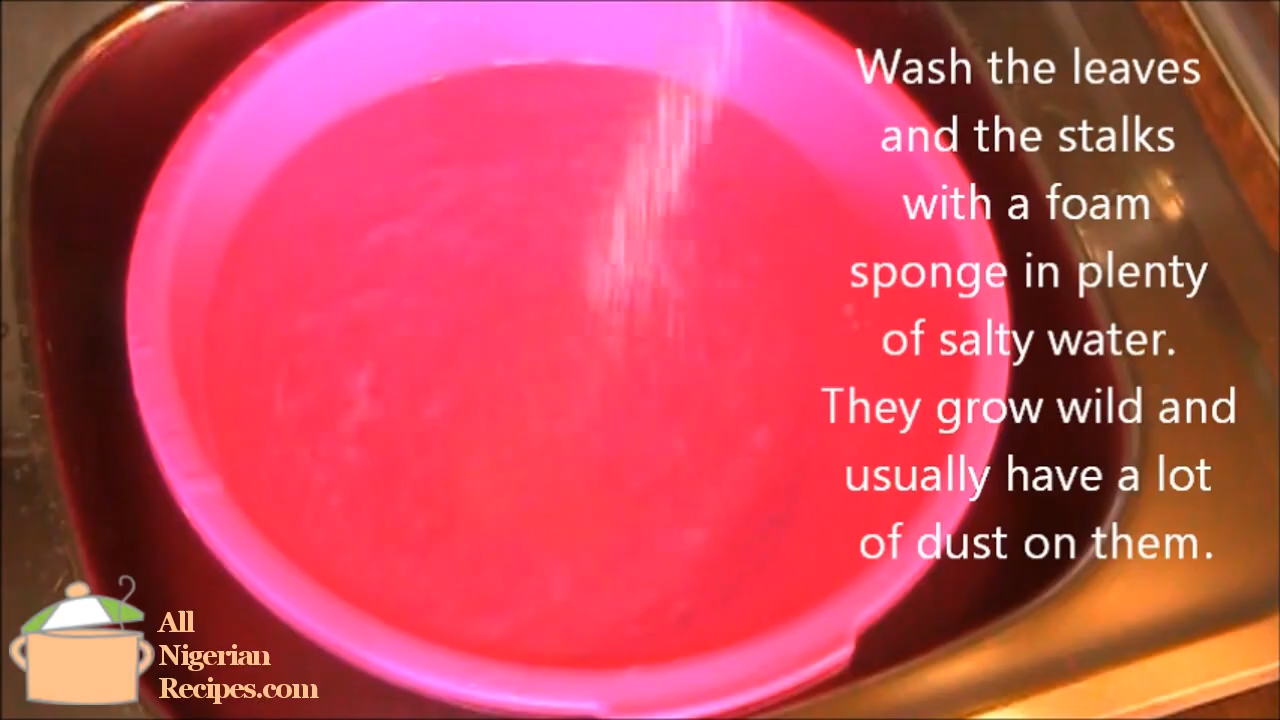 Wash the leaves
and the stalks
with a foam
sponge in plenty
of salty water.
They grow wild and
usually have a lot
of dust on them.
All
Nigerian
Recipes.com